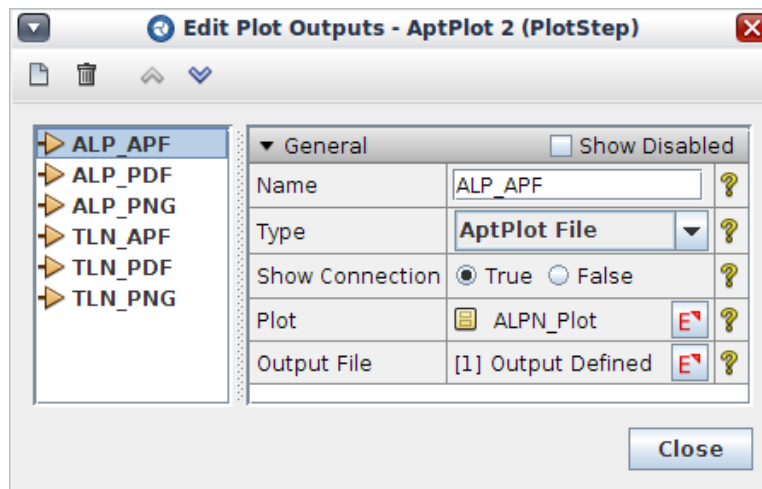 Edit Plot Outputs - AptPlot 2 (PlotStep)
ALP_APF
ALP_PDF
ALP_PNG
TLN_APF
TLN_PDF
TLN_PNG
General Show Disabled
Name ALP_APF
Type AptPlot File
Show Connection True False
Plot ALPN_Plot
Output File [1] Output Defined
Close